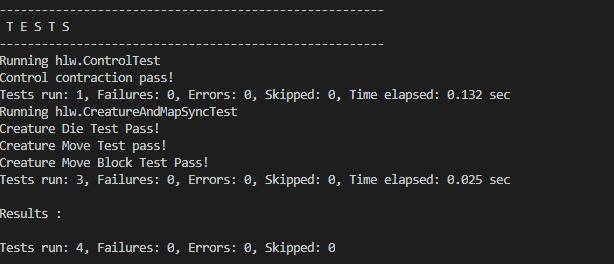 -------------------------------------------------------
 T E S T S
-------------------------------------------------------
Running hlw.ControlTest
Control contraction pass!
Tests run: 1, Failures: 0, Errors: 0, Skipped: 0, Time elapsed: 0.132 sec
Running hlw.CreatureAndMapSyncTest
Creature Die Test Pass!
Creature Move Test pass!
Creature Move Block Test Pass!
Tests run: 3, Failures: 0, Errors: 0, Skipped: 0, Time elapsed: 0.025 sec
Results :
Tests run: 4, Failures: 0, Errors: 0, Skipped: 0